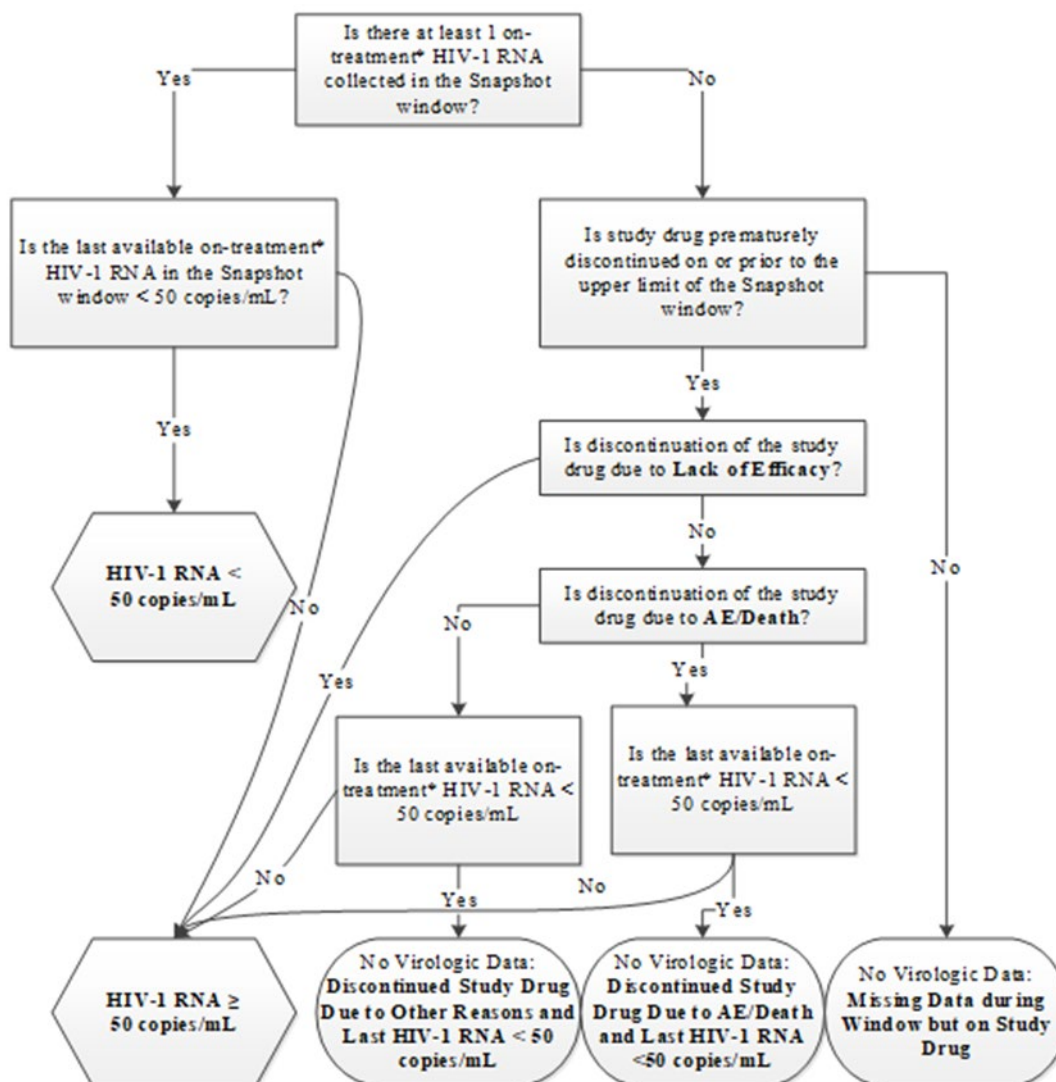 Is there at least 1 on-
treatment* HIV-1 RNA
collected in the Snapshot
window?
Yes
No
Is the last available on-treatment*
HIV-1 RNA in the Snapshot
window < 50 copies/mL?
Is study drug prematurely
discontinued on or prior to the
upper limit of the Snapshot
window?
Yes
Yes
Is discontinuation of the study
drug due to Lack of Efficacy?
No
No
HIV-1 RNA <
50 copies/mL
No
Is discontinuation of the study
drug due to AE/Death?
No
Yes
Yes
Is the last available on-
treatment* HIV-1 RNA <
50 copies/mL
Is the last available on-
treatment* HIV-1 RNA <
50 copies/mL
No
No
Yes
Yes
HIV-1 RNA ≥
50 copies/mL
No Virologic Data:
Discontinued Study Drug
Due to Other Reasons and
Last HIV-1 RNA < 50
copies/mL
No Virologic Data:
Discontinued Study
Drug Due to AE/Death
and Last HIV-1 RNA
<50 copies/mL
No Virologic Data:
Missing Data during
Window but on Study
Drug